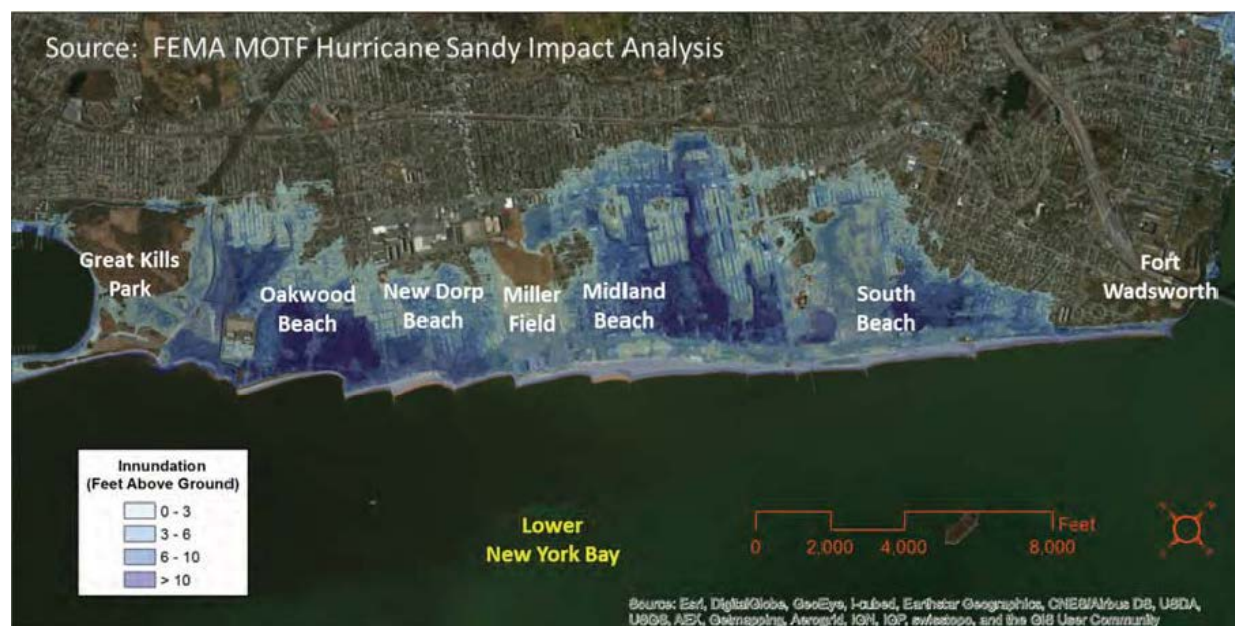 Source: FEMA MOTF Hurricane Sandy Impact Analysis
Great Kills
Park
Oakwood
Beach
New Dorp
Beach
Miller
Field
Midland
Beach
South
Beach
Fort
Wadsworth
Innundation
(Feet Above Ground)
0 - 3
3 - 6
6 - 10
> 10
Lower
New York Bay
Feet
0 2,000 4,000 8,000
Source: Esri, DigitalGlobe, GeoEye, i-cubed, Earthstar Geographics, CNES/Airbus DS, USDA,
USGS, AEX, Getmapping, Aerogrid, IGN, IGP, swisstopo, and the GIS User Community